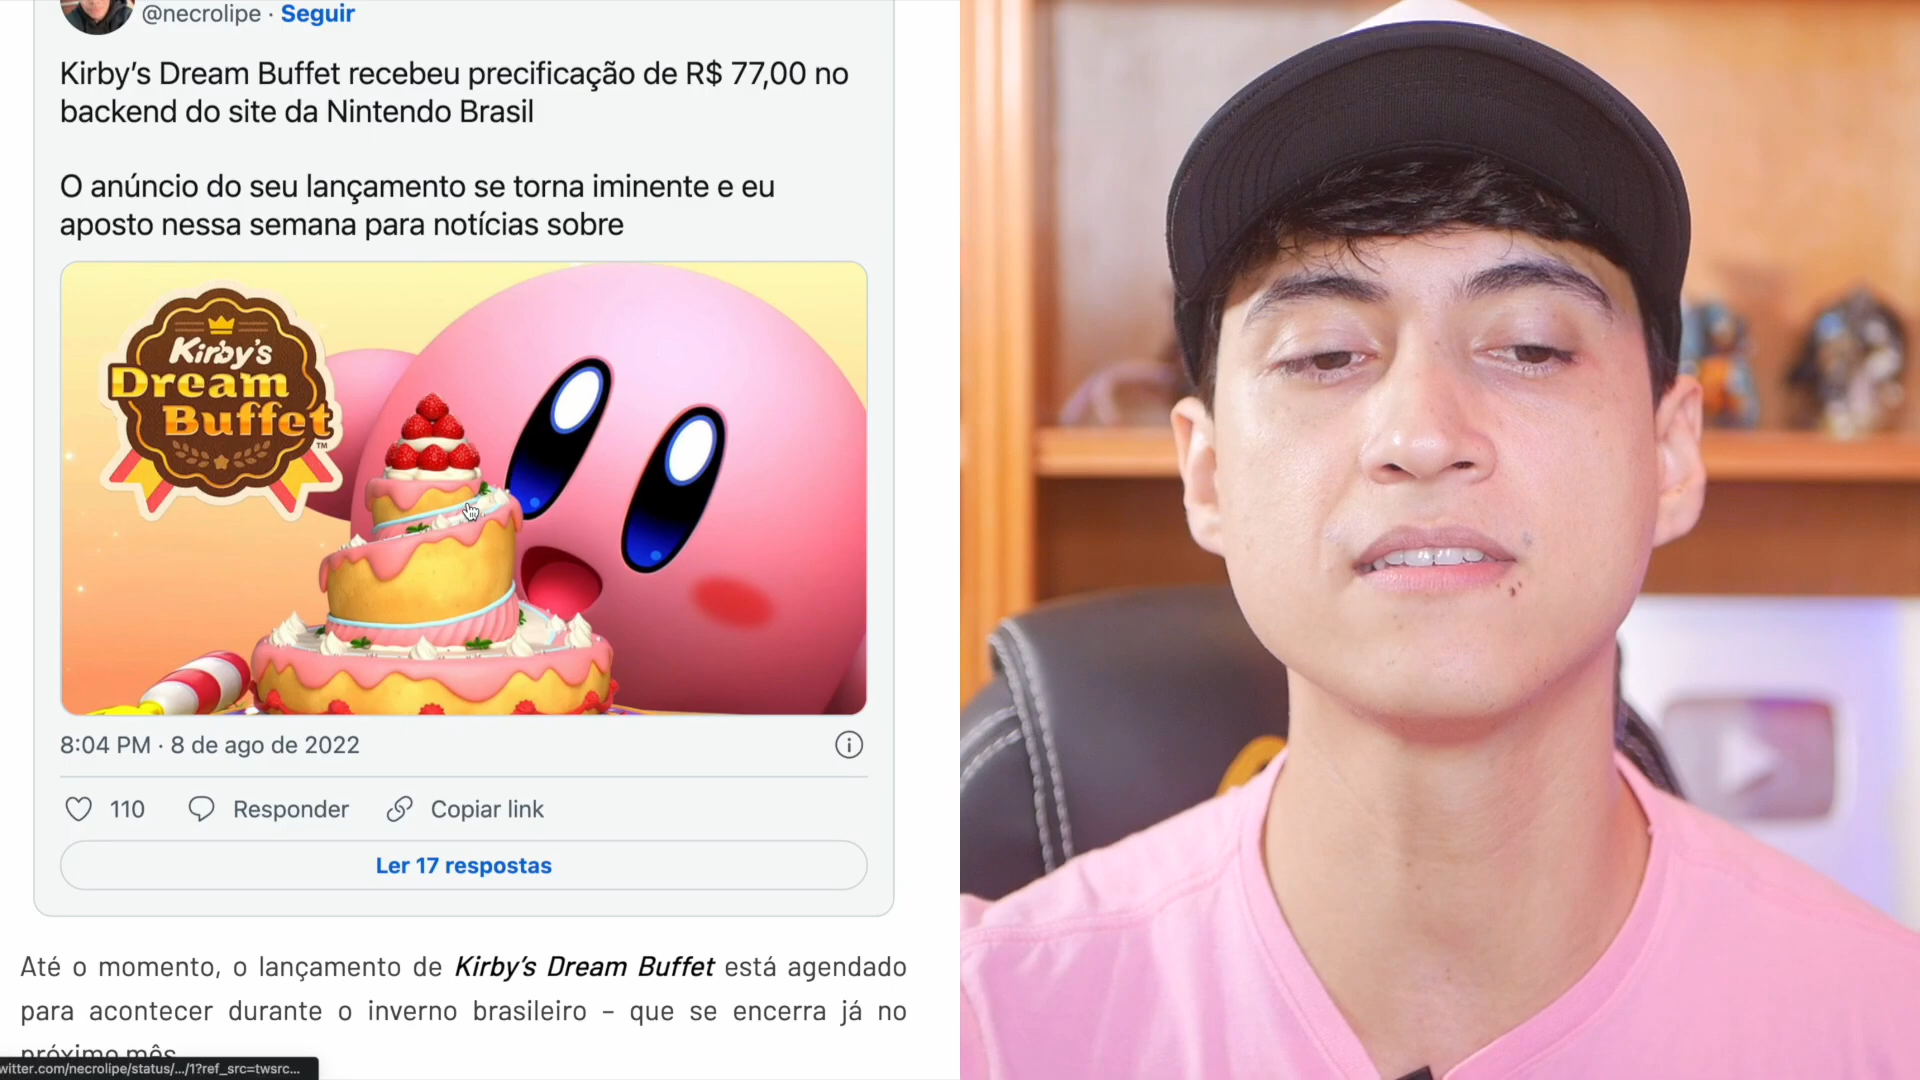 @necrolipe · Seguir
Kirby's Dream Buffet recebeu precificação de R$ 77,00 no
backend do site da Nintendo Brasil
O anúncio do seu lançamento se torna iminente e eu
aposto nessa semana para notícias sobre
Kirby's
Dream
Buffet
TM
8:04 PM · 8 de ago de 2022
110 Responder Copiar link
Ler 17 respostas
Até o momento, o lançamento de Kirby's Dream Buffet está agendado
para acontecer durante o inverno brasileiro – que se encerra já no
próximo mês
witter.com/necrolipe/status/.../1?ref_src=twsrc...